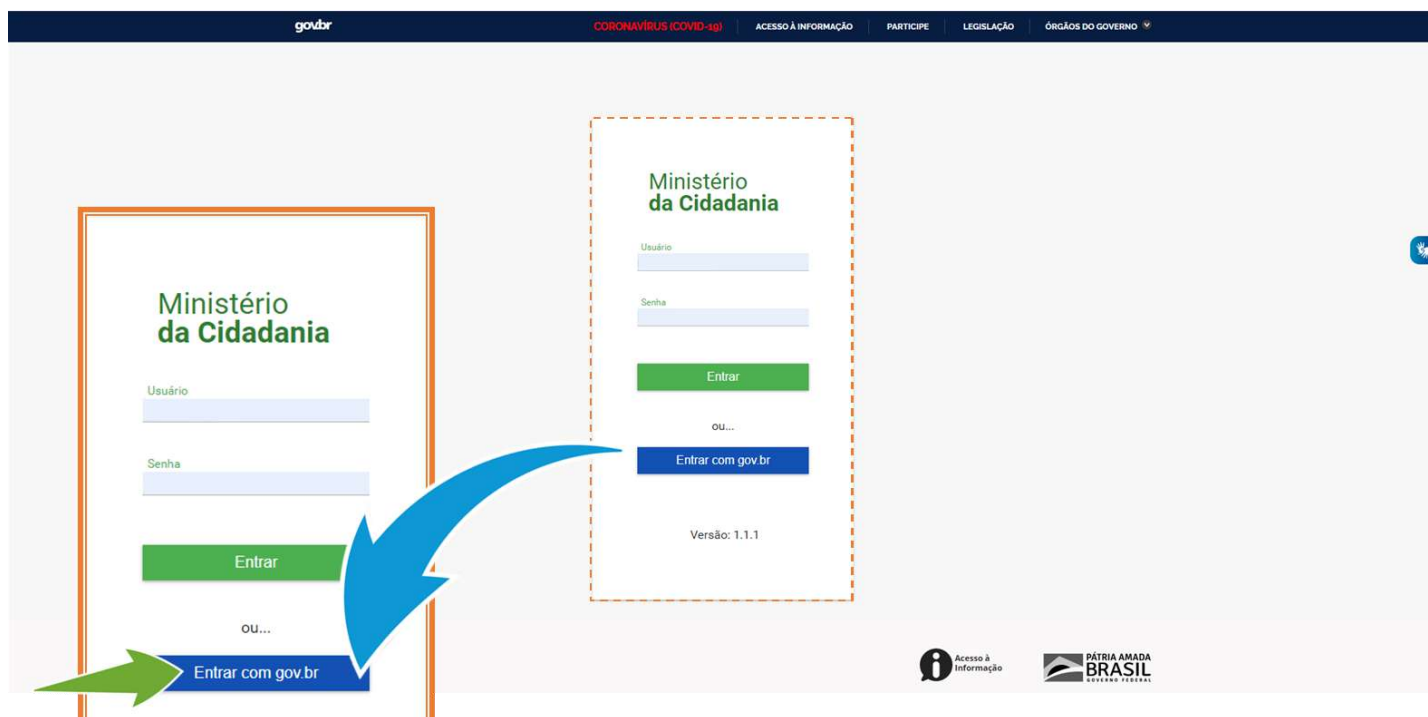 gov.br
CORONAVÍRUS (COVID-19)
ACESSO À INFORMAÇÃO
PARTICIPE
LEGISLAÇÃO
ÓRGÃOS DO GOVERNO
Ministério
da Cidadania
Usuário
Senha
Entrar
ou...
Entrar com gov.br
Versão: 1.1.1
Ministério
da Cidadania
Usuário
Senha
Entrar
ou...
Entrar com gov.br
Acesso à
Informação
PÁTRIA AMADA
BRASIL
GOVERNO FEDERAL